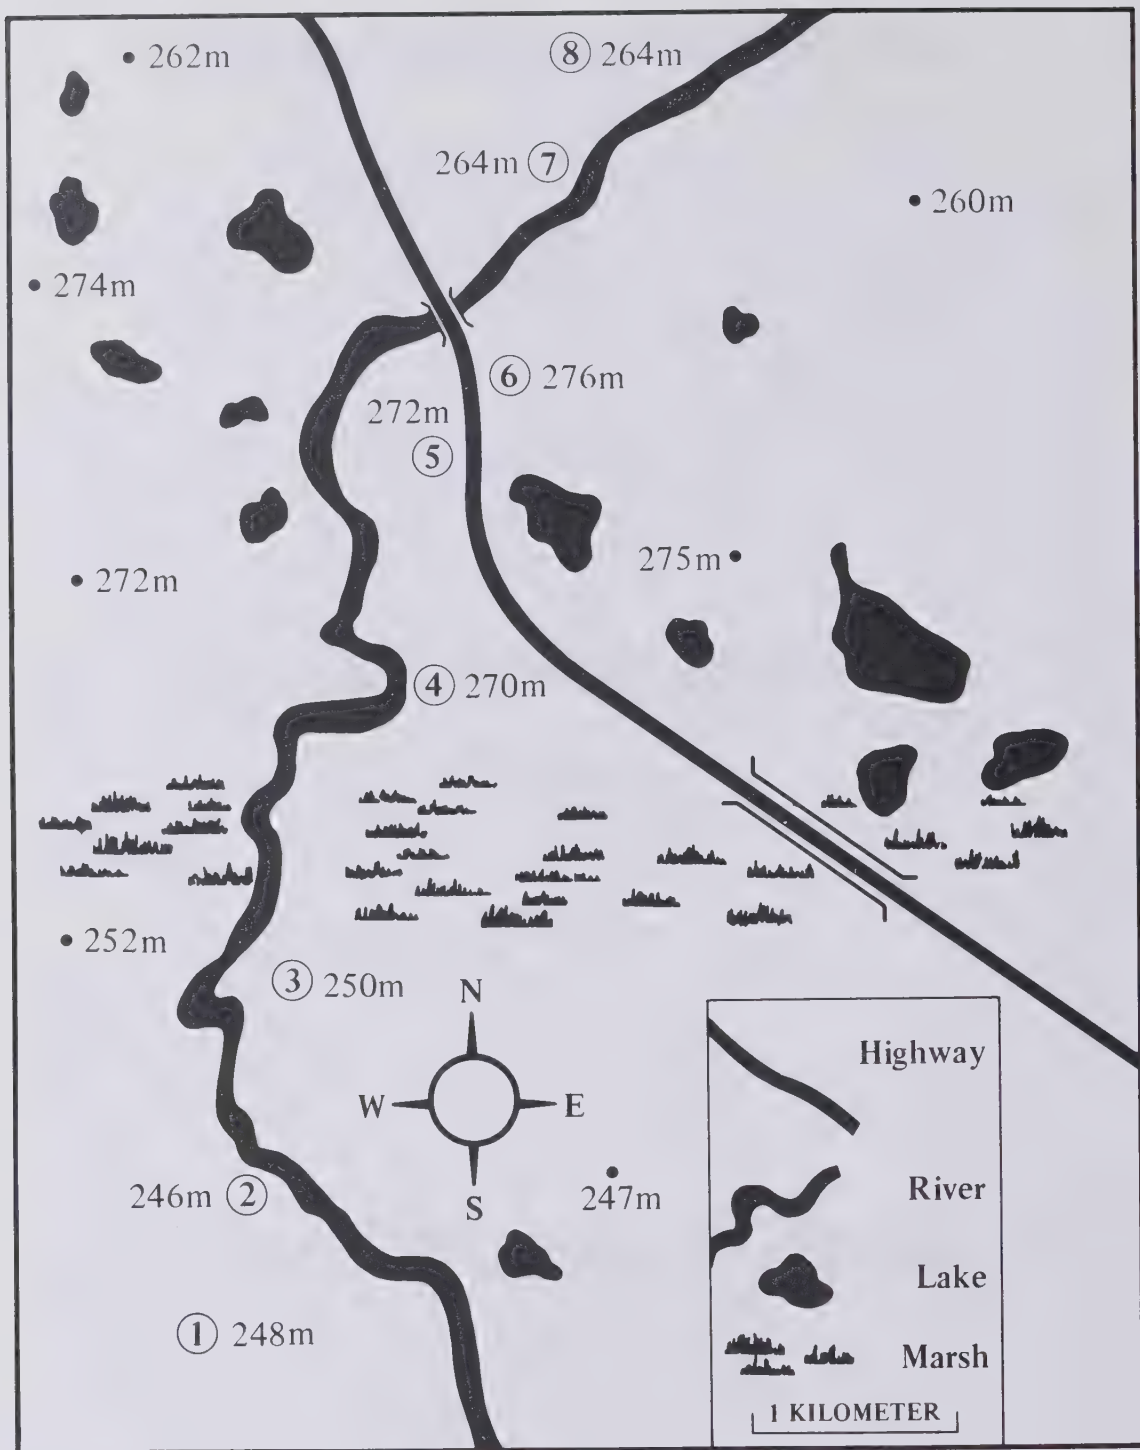 262m
⑧ 264m
264m ⑦
260m
274m
⑥ 276m
272m
⑤
275m
272m
④ 270m
252m
③ 250m
N
W E
S
246m ②
247m
① 248m
Highway
River
Lake
Marsh
1 KILOMETER